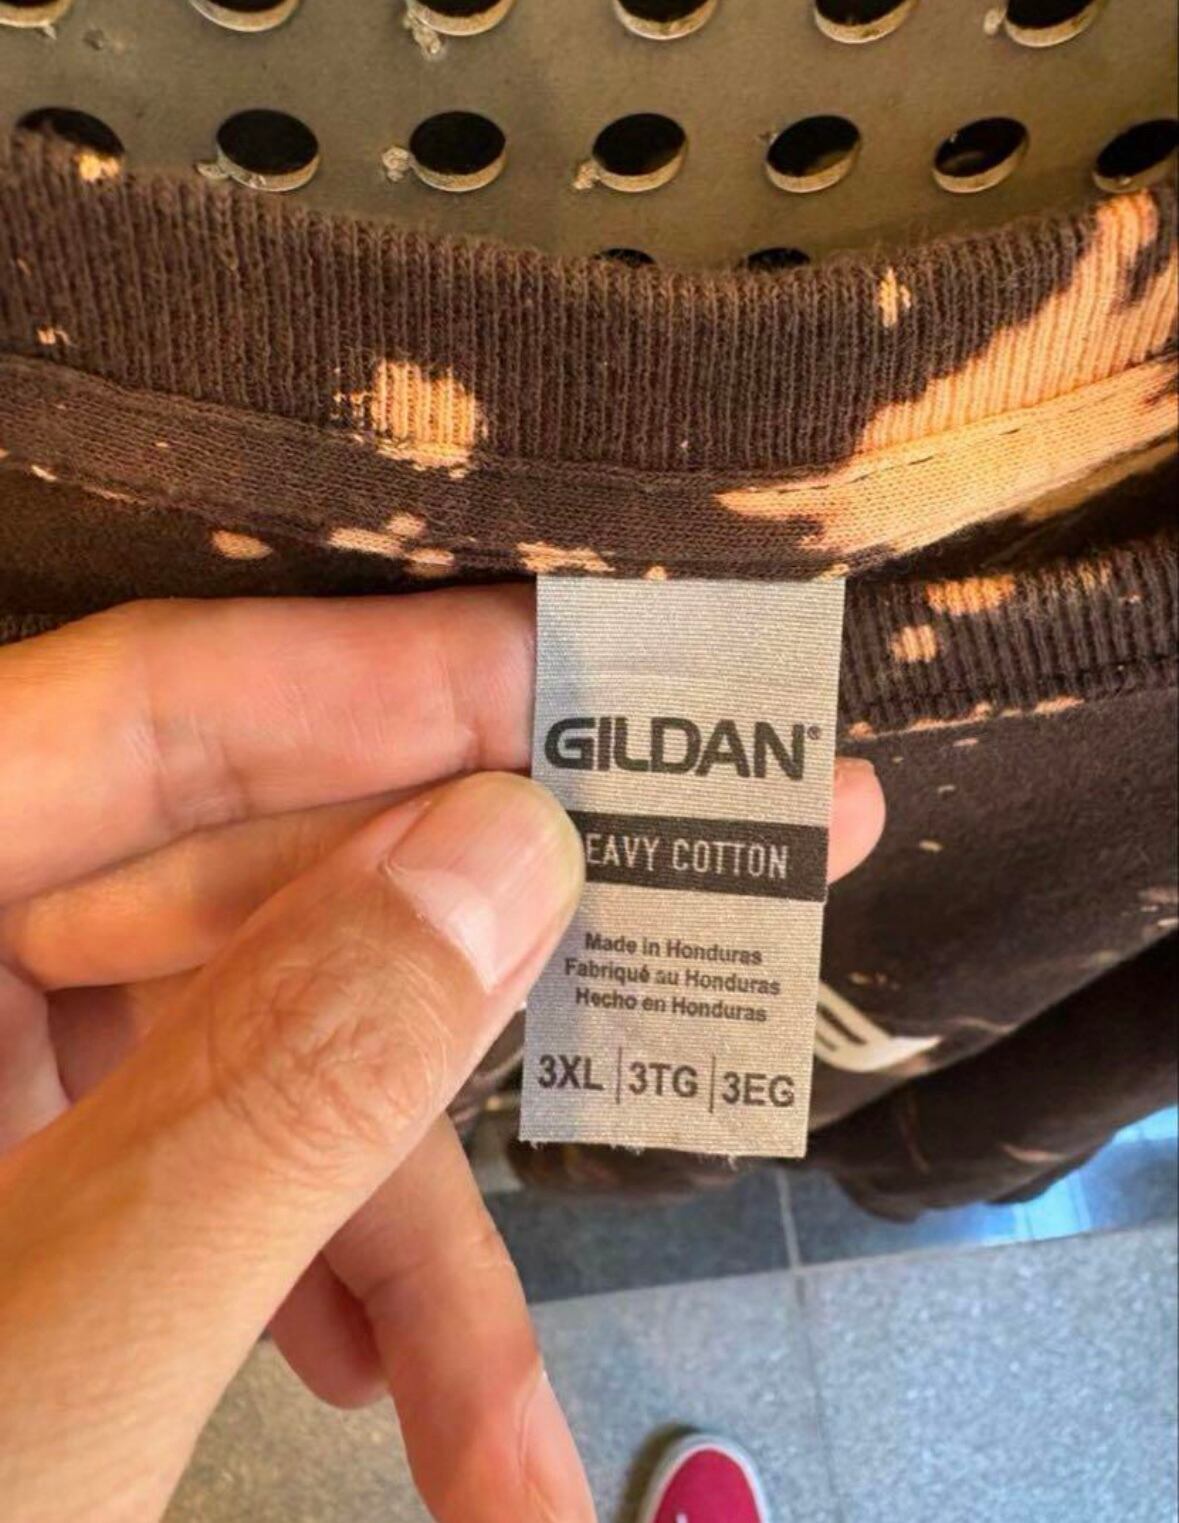 GILDAN®
EAVY COTTON
Made in Honduras
Fabriqué au Honduras
Hecho en Honduras
3XL | 3TG | 3EG